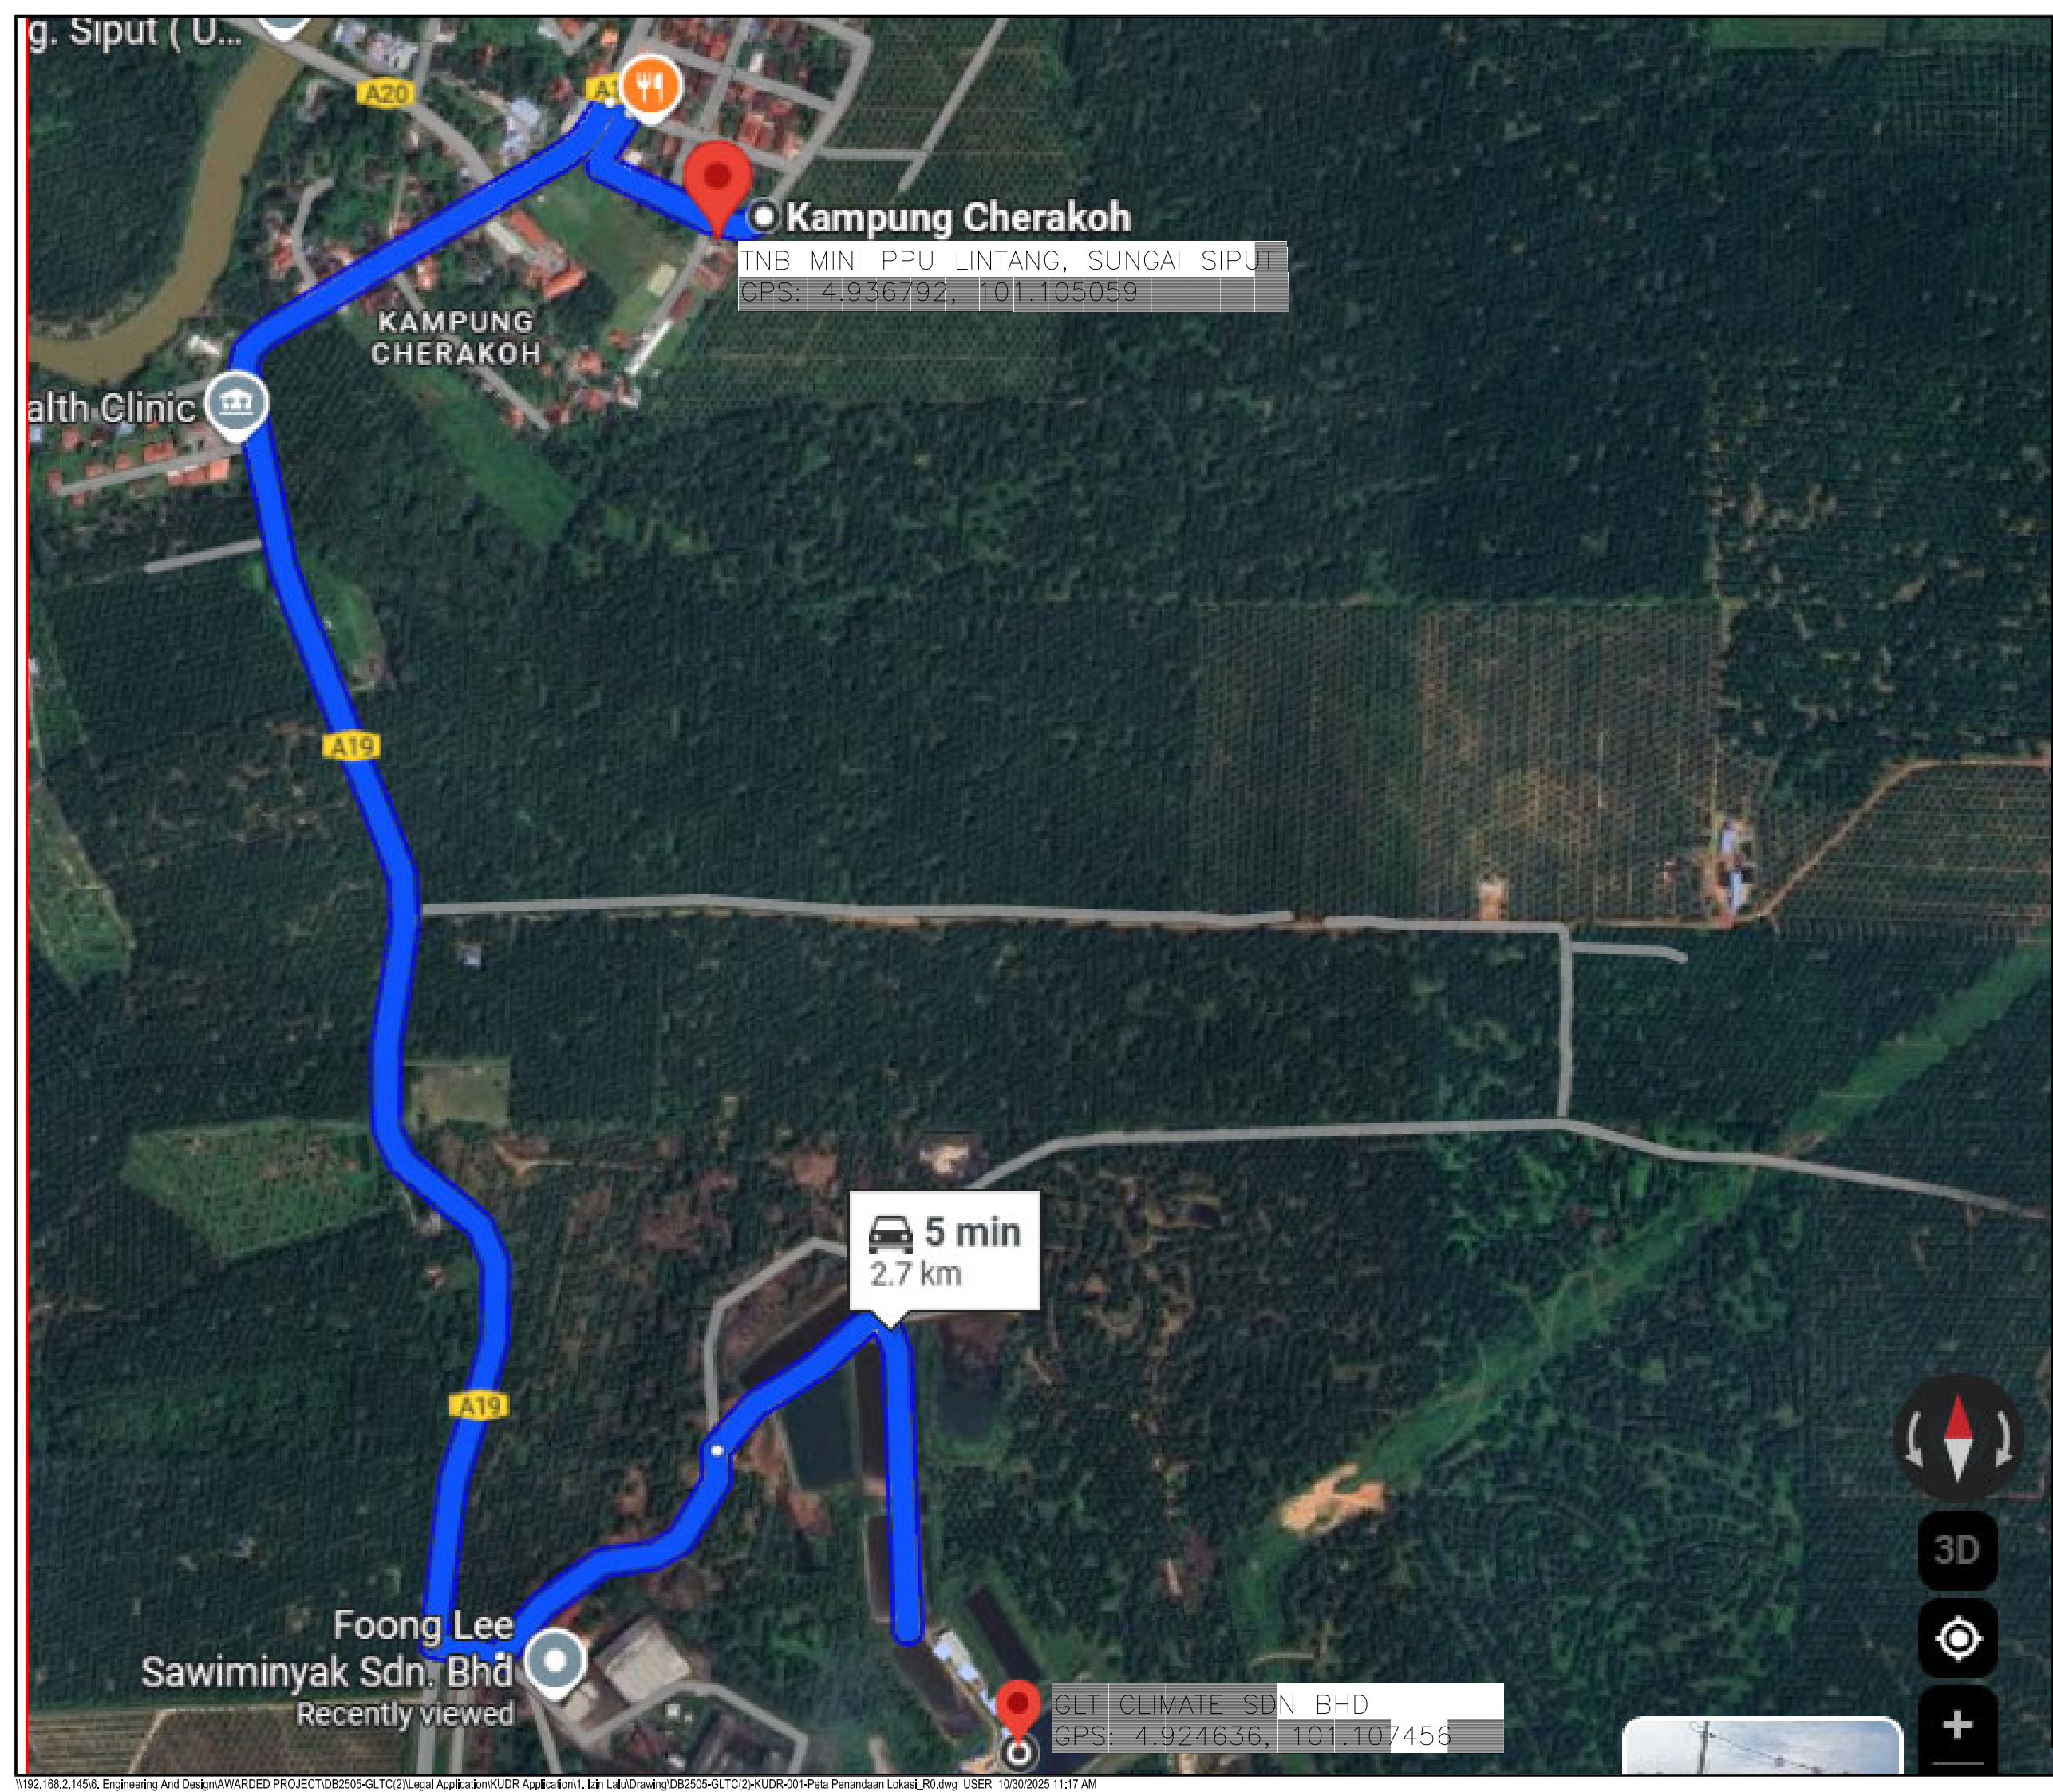 g. Siput ( U...
A20
Kampung Cherakoh
TNB MINI PPU LINTANG, SUNGAI SIPUT
GPS: 4.936792, 101.105059
KAMPUNG
CHERAKOH
alth Clinic
A19
5 min
2.7 km
A19
3D
Foong Lee
Sawiminyak Sdn. Bhd
Recently viewed
GLT CLIMATE SDN BHD
GPS: 4.924636, 101.107456
+
\\192.168.2.145\6. Engineering And Design\AWARDED PROJECT\DB2505-GLTC(2)\Legal Application\KUDR Application\1. Izin Lalu\Drawing\DB2505-GLTC(2)-KUDR-001-Peta Penandaan Lokasi_R0.dwg USER 10/30/2025 11:17 AM